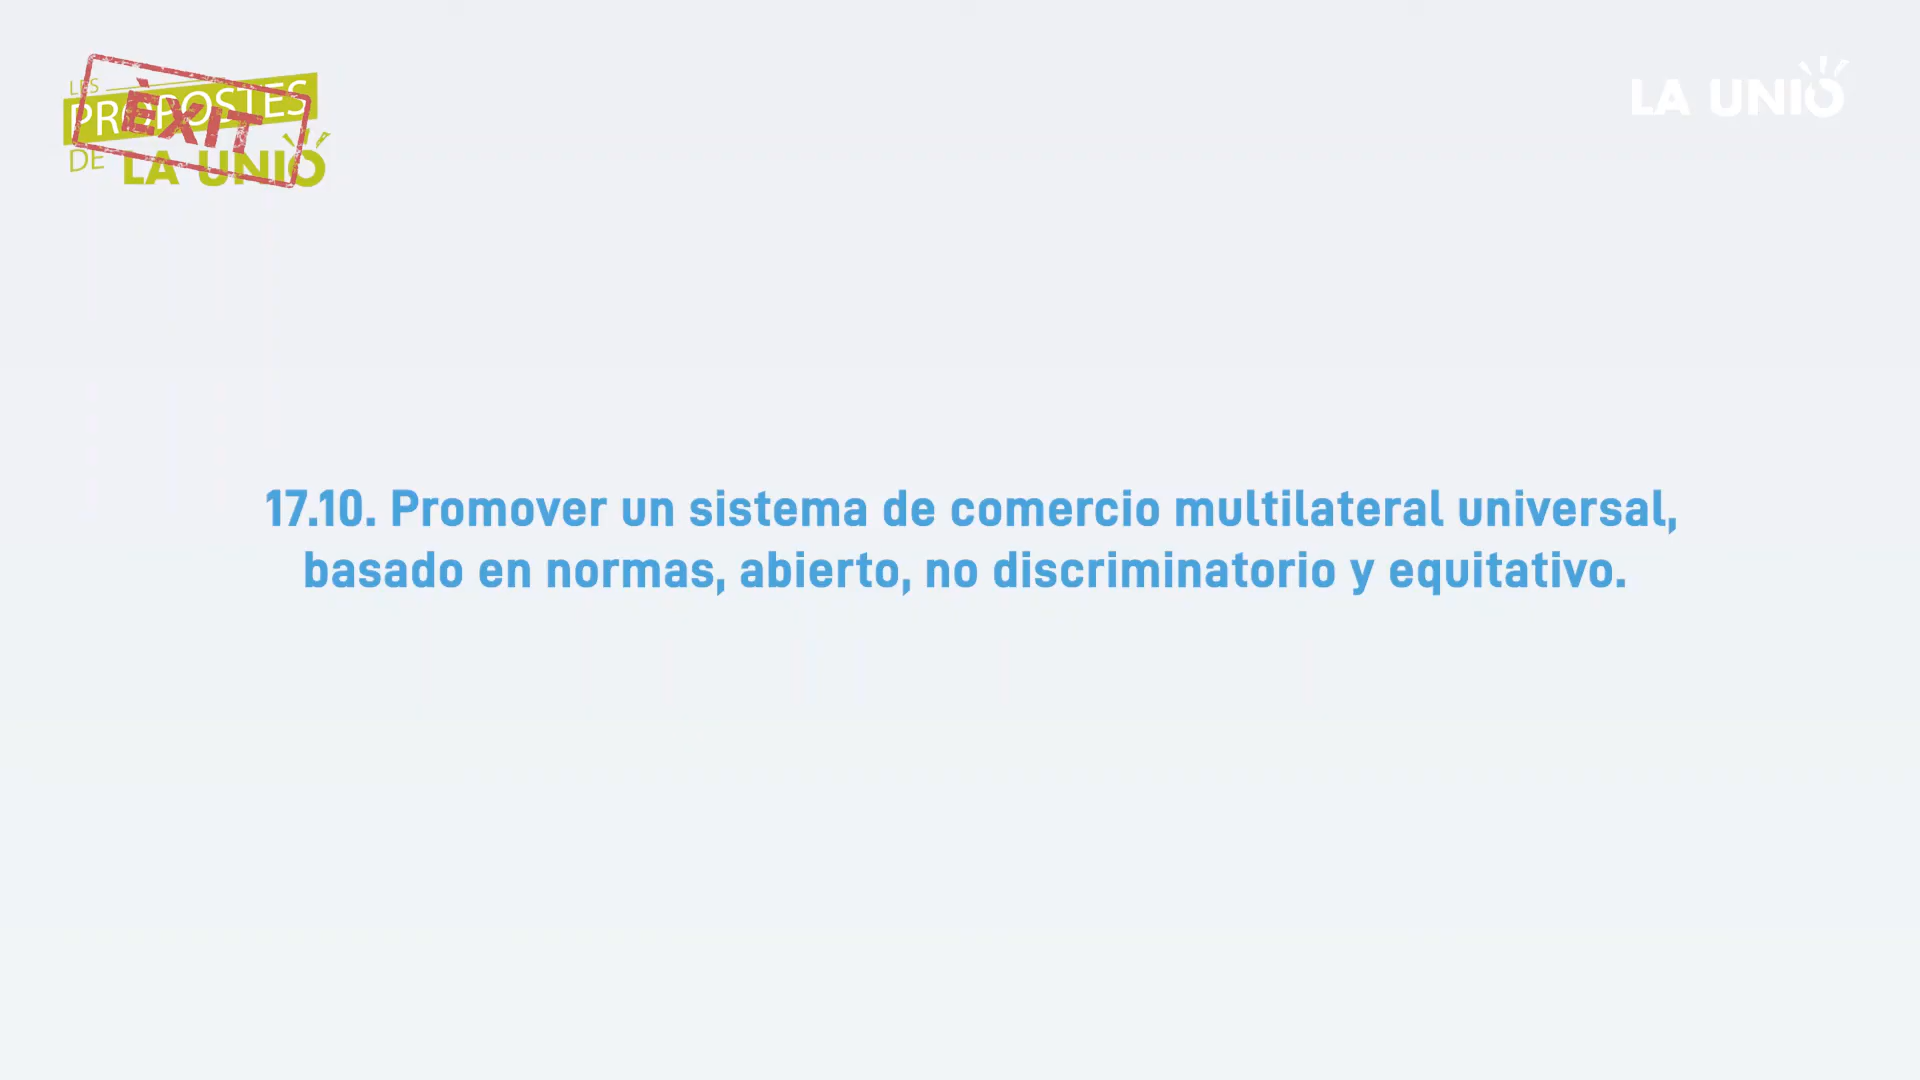 LES
PROPOSTES
DE LA UNIÓ
ÈXIT
LA UNIÓ
17.10. Promover un sistema de comercio multilateral universal,
basado en normas, abierto, no discriminatorio y equitativo.